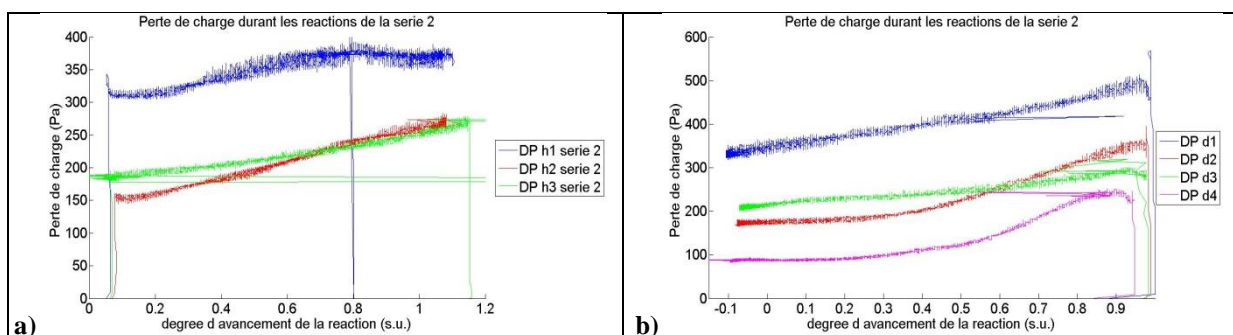 Perte de charge durant les reactions de la serie 2
400
350
300
250
200
150
100
50
0
Perte de charge (Pa)
0
0.2
0.4
0.6
0.8
1
1.2
degree d avancement de la reaction (s.u.)
DP h1 serie 2
DP h2 serie 2
DP h3 serie 2
a)
Perte de charge durant les reactions de la serie 2
600
500
400
300
200
100
0
Perte de charge (Pa)
-0.1
0
0.1
0.2
0.3
0.4
0.5
0.6
0.7
0.8
0.9
degree d avancement de la reaction (s.u.)
DP d1
DP d2
DP d3
DP d4
b)